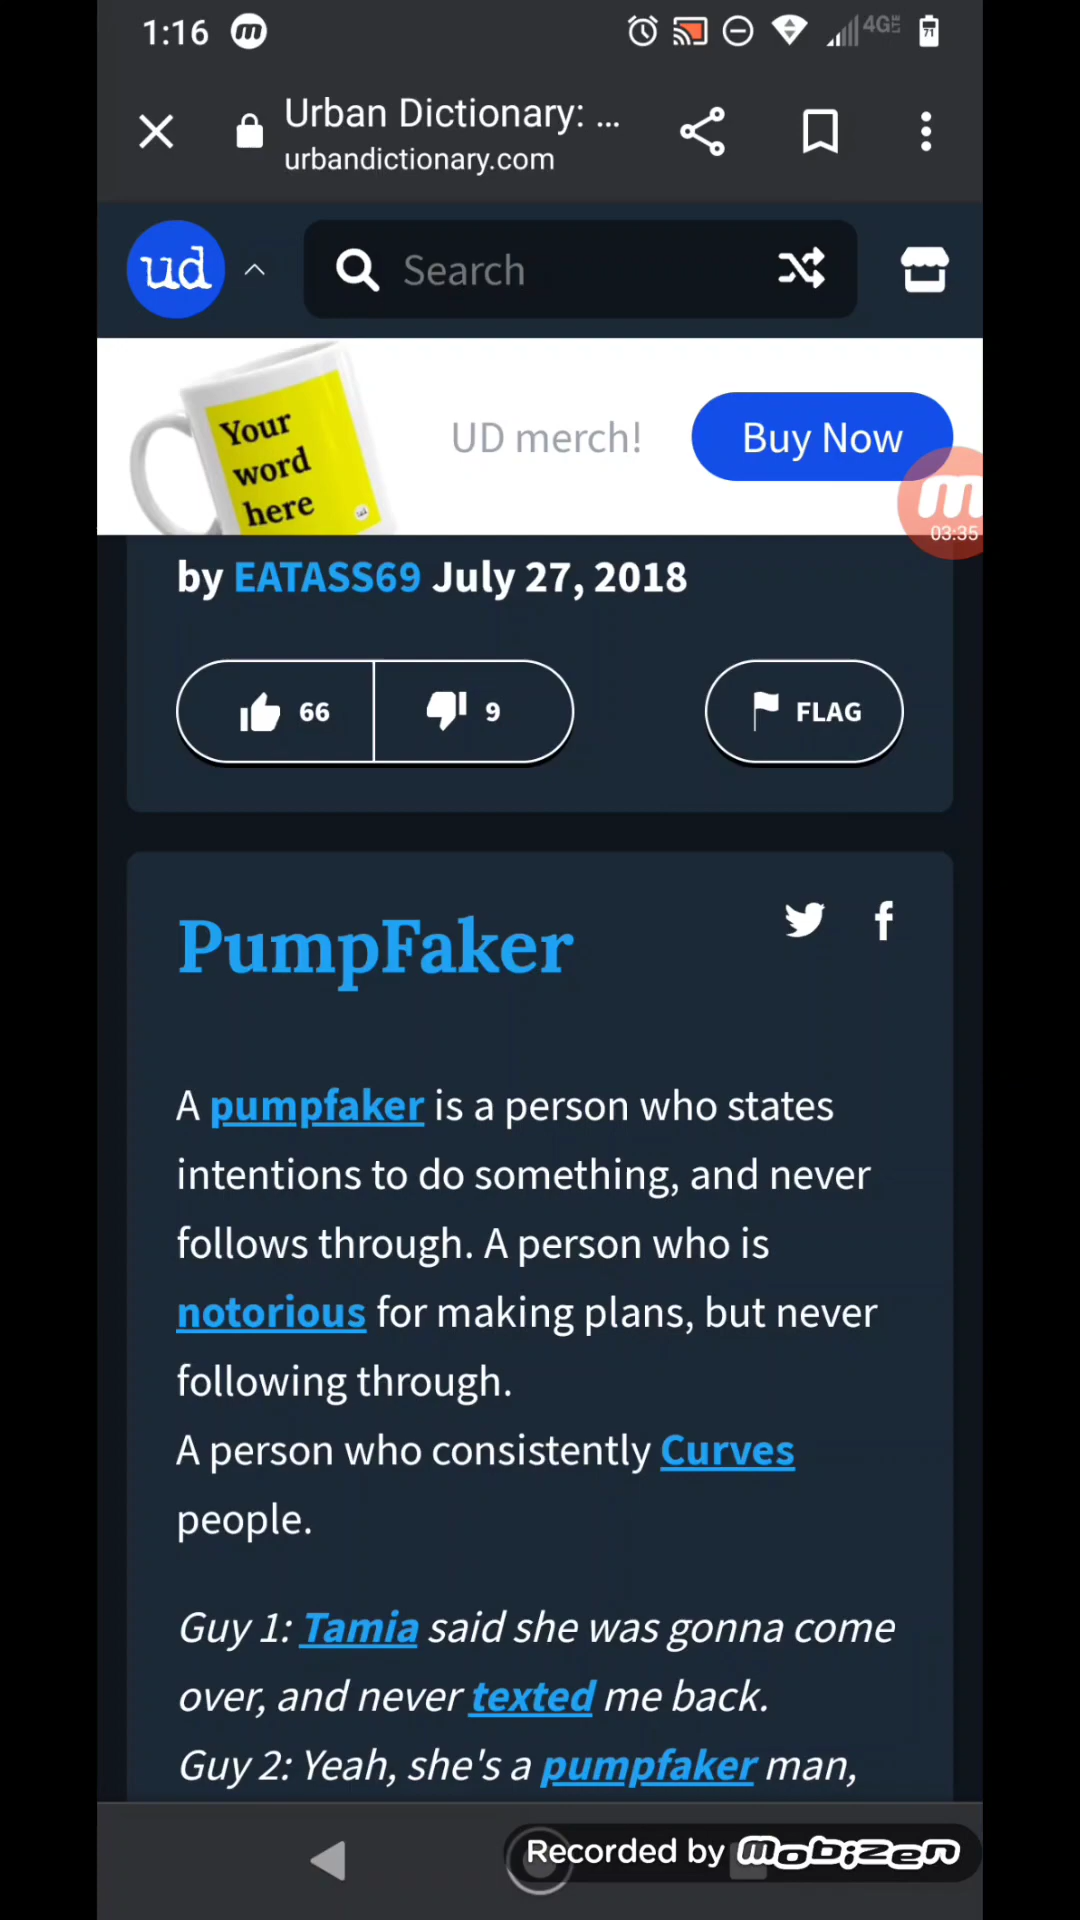 1:16
4G LTE
71
Urban Dictionary: ...
urbandictionary.com
ud
Search
Your
word
here
UD merch!
Buy Now
03:35
by EATASS69 July 27, 2018
66
9
FLAG
PumpFaker
A pumpfaker is a person who states
intentions to do something, and never
follows through. A person who is
notorious for making plans, but never
following through.
A person who consistently Curves
people.
Guy 1: Tamia said she was gonna come
over, and never texted me back.
Guy 2: Yeah, she's a pumpfaker man,
Recorded by mobizen